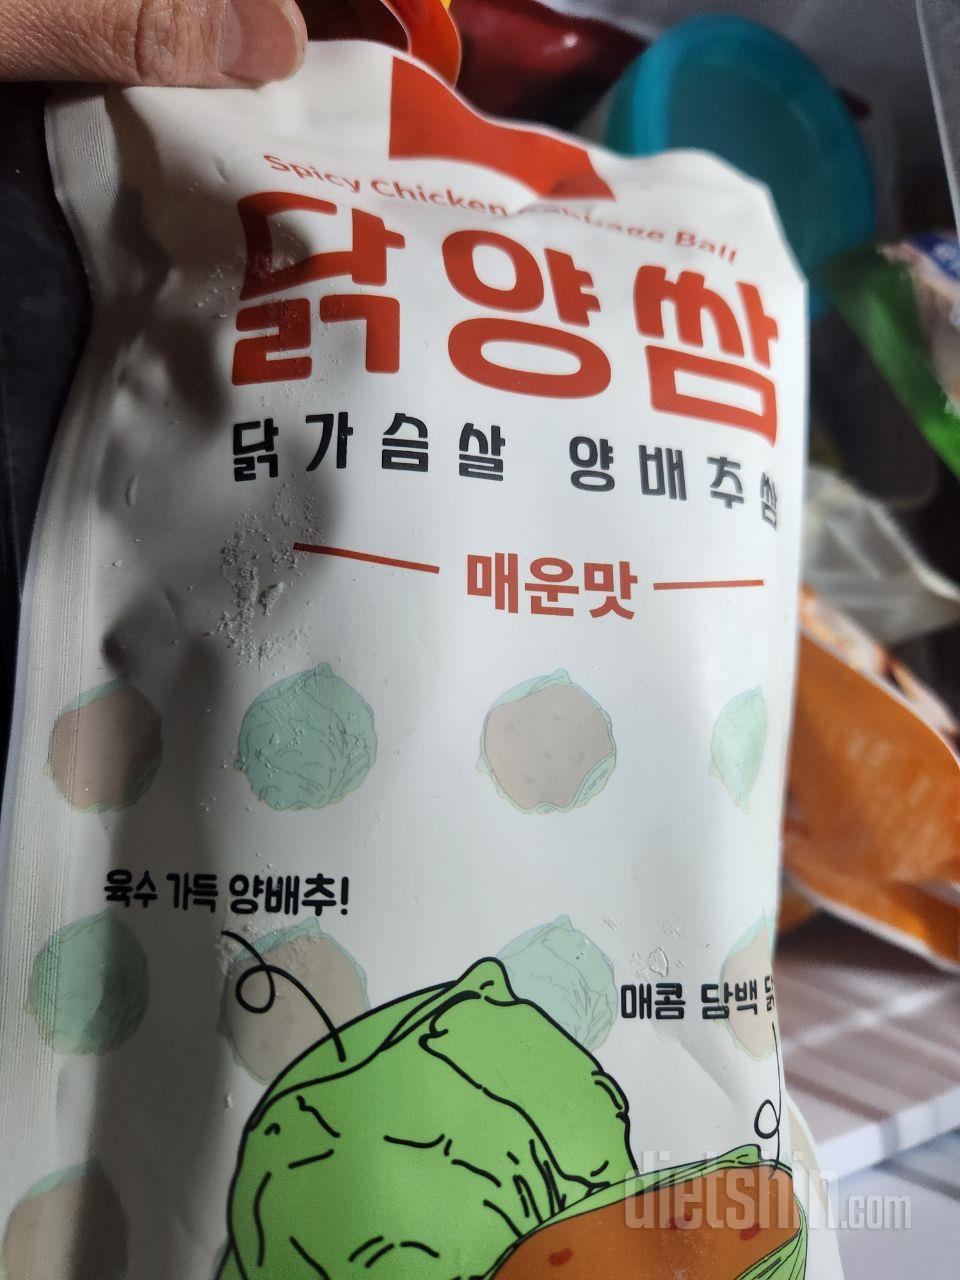 Spicy Chicken Cabbage Ball
닭양쌈
닭가슴살 양배추쌈
매운맛
육수 가득 양배추!
매콤 담백
dietshin.com